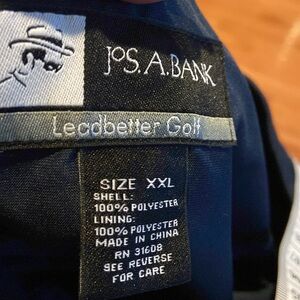 JOS. A. BANK
Leadbetter Golf
SIZE XXL
SHELL:
100% POLYESTER
LINING:
100% POLYESTER
MADE IN CHINA
RN 31608
SEE REVERSE
FOR CARE